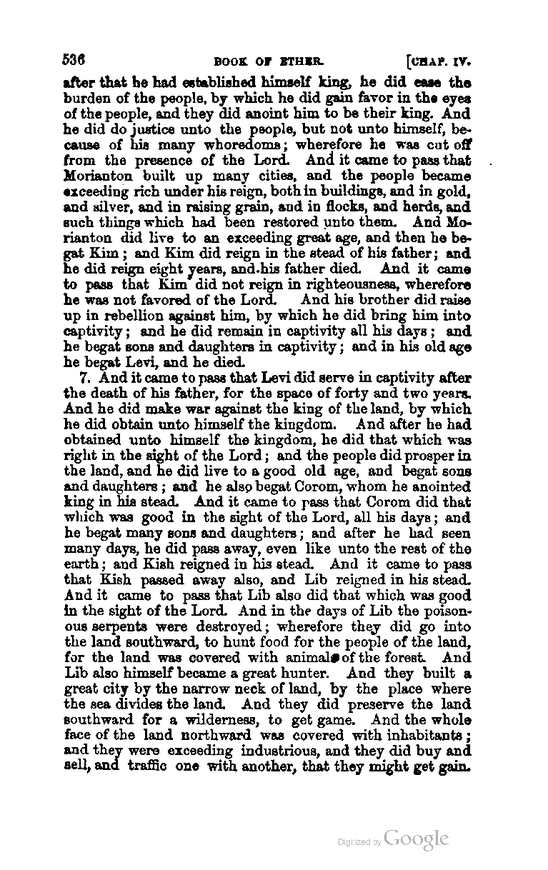 536 BOOK OF ETHER. [CHAP. IV.
after that he had established himself king, he did ease the
burden of the people, by which he did gain favor in the eyes
of the people, and they did anoint him to be their king. And
he did do justice unto the people, but not unto himself, be-
cause of his many whoredoms; wherefore he was cut off
from the presence of the Lord. And it came to pass that
Morianton built up many cities, and the people became
exceeding rich under his reign, both in buildings, and in gold,
and silver, and in raising grain, and in flocks, and herds, and
such things which had been restored unto them. And Mo-
rianton did live to an exceeding great age, and then he be-
gat Kim; and Kim did reign in the stead of his father; and
he did reign eight years, and his father died. And it came
to pass that Kim did not reign in righteousness, wherefore
he was not favored of the Lord. And his brother did raise
up in rebellion against him, by which he did bring him into
captivity; and he did remain in captivity all his days; and
he begat sons and daughters in captivity; and in his old age
he begat Levi, and he died.
7. And it came to pass that Levi did serve in captivity after
the death of his father, for the space of forty and two years.
And he did make war against the king of the land, by which
he did obtain unto himself the kingdom. And after he had
obtained unto himself the kingdom, he did that which was
right in the sight of the Lord; and the people did prosper in
the land, and he did live to a good old age, and begat sons
and daughters; and he also begat Corom, whom he anointed
king in his stead. And it came to pass that Corom did that
which was good in the sight of the Lord, all his days; and
he begat many sons and daughters; and after he had seen
many days, he did pass away, even like unto the rest of the
earth; and Kish reigned in his stead. And it came to pass
that Kish passed away also, and Lib reigned in his stead.
And it came to pass that Lib also did that which was good
in the sight of the Lord. And in the days of Lib the poison-
ous serpents were destroyed; wherefore they did go into
the land southward, to hunt food for the people of the land,
for the land was covered with animals of the forest. And
Lib also himself became a great hunter. And they built a
great city by the narrow neck of land, by the place where
the sea divides the land. And they did preserve the land
southward for a wilderness, to get game. And the whole
face of the land northward was covered with inhabitants;
and they were exceeding industrious, and they did buy and
sell, and traffic one with another, that they might get gain.
Digitized by Google